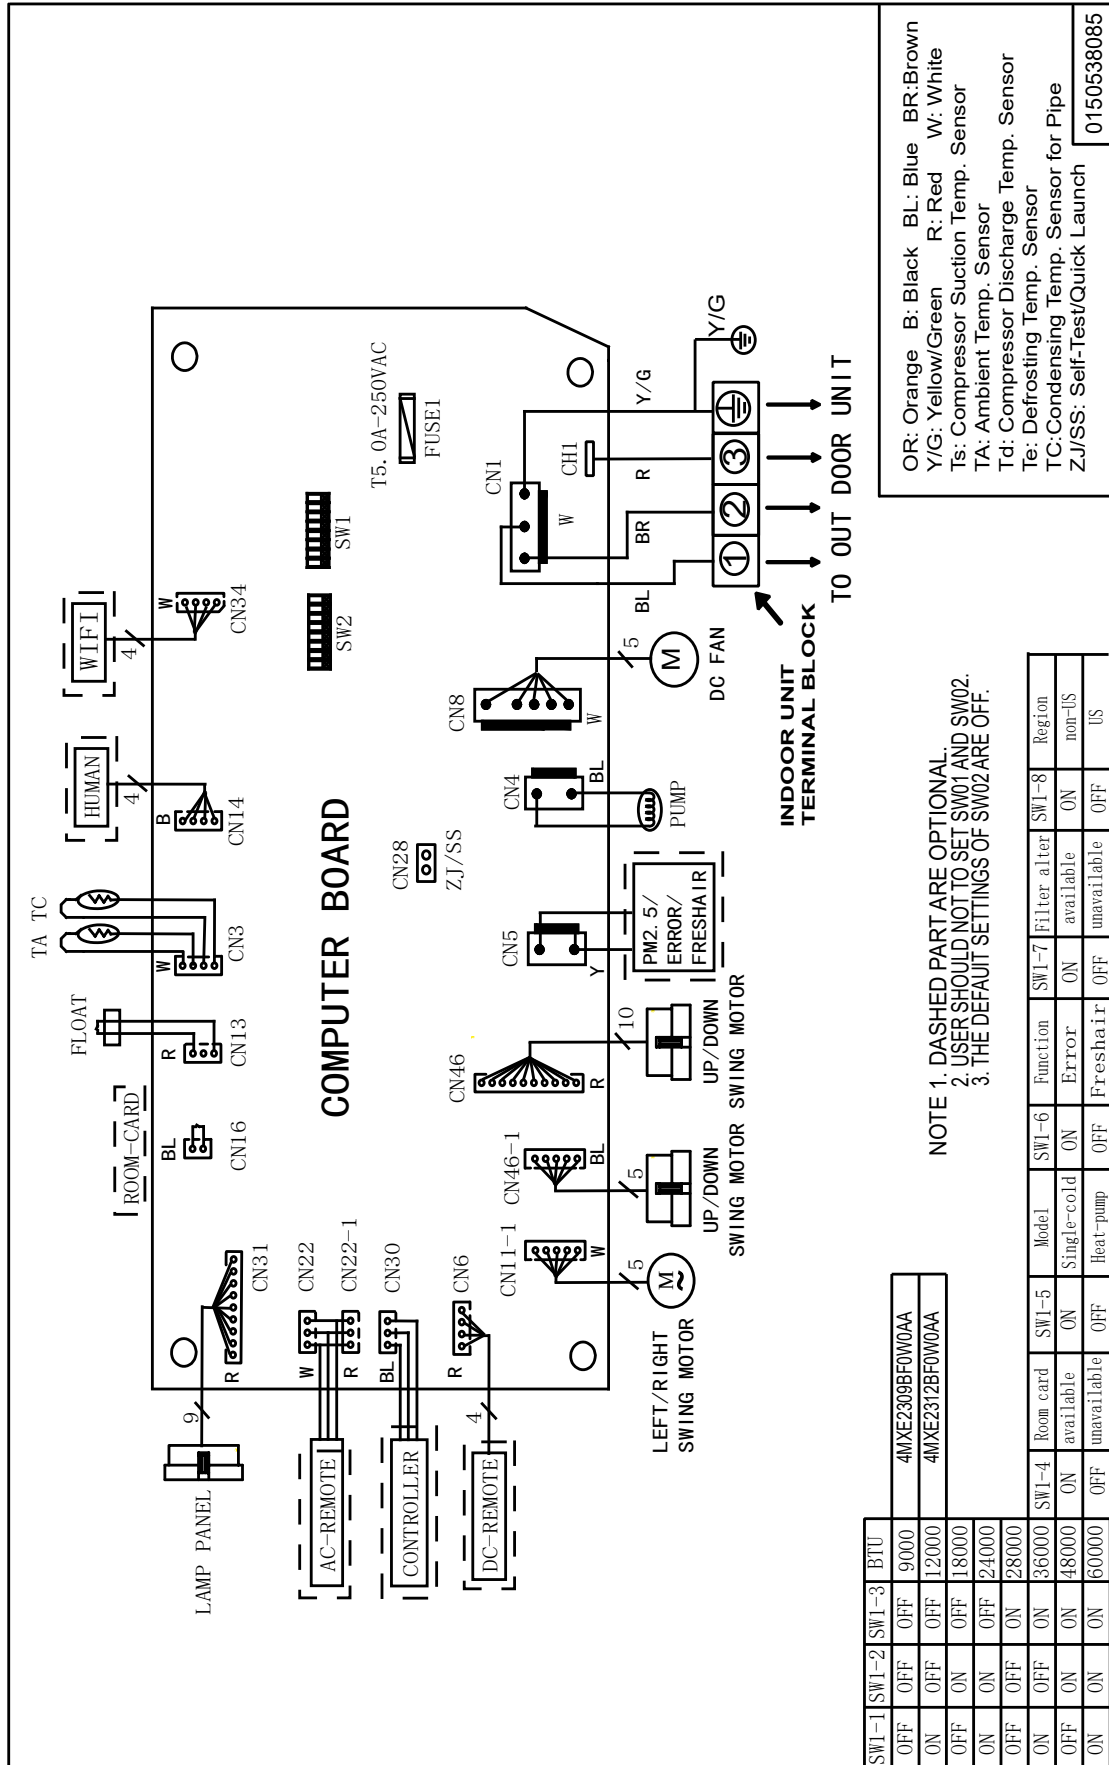 WIFI
4
W
CN34
HUMAN
4
B
CN14
TA TC
W
CN3
FLOAT
R
CN13
ROOM-CARD
BL
CN16
LAMP PANEL
9
R
CN31
AC-REMOTE
W
CN22
R
CN22-1
CONTROLLER
BL
CN30
DC-REMOTE
4
R
CN6
COMPUTER BOARD
SW2
SW1
T5. 0A-250VAC
FUSE1
CN28
ZJ/SS
CN11-1
W
5
M
LEFT/RIGHT
SWING MOTOR
CN46-1
BL
5
UP/DOWN
SWING MOTOR
CN46
R
10
UP/DOWN
SWING MOTOR
CN5
Y
PM2. 5/
ERROR/
FRESHAIR
CN4
BL
PUMP
CN8
W
5
M
DC FAN
CN1
W
CH1
BL
BR
R
Y/G
Y/G
1
2
3
INDOOR UNIT
TERMINAL BLOCK
TO OUT DOOR UNIT
OR: Orange B: Black BL: Blue BR:Brown
Y/G: Yellow/Green R: Red W: White
Ts: Compressor Suction Temp. Sensor
TA: Ambient Temp. Sensor
Td: Compressor Discharge Temp. Sensor
Te: Defrosting Temp. Sensor
TC:Condensing Temp. Sensor for Pipe
ZJ/SS: Self-Test/Quick Launch
0150538085
NOTE 1. DASHED PART ARE OPTIONAL.
2. USER SHOULD NOT TO SET SW01 AND SW02.
3. THE DEFAUIT SETTINGS OF SW02 ARE OFF.
SW1-1 SW1-2 SW1-3 BTU
OFF OFF OFF 9000 4MXE2309BF0W0AA
ON OFF OFF 12000 4MXE2312BF0W0AA
OFF ON OFF 18000
ON ON OFF 24000
OFF OFF ON 28000
ON OFF ON 36000
OFF ON ON 48000
ON ON ON 60000
SW1-4 Room card SW1-5 Model SW1-6 Function SW1-7 Filter alter SW1-8 Region
ON available ON Single-cold ON Error ON available ON non-US
OFF unavailable OFF Heat-pump OFF Freshair OFF unavailable OFF US